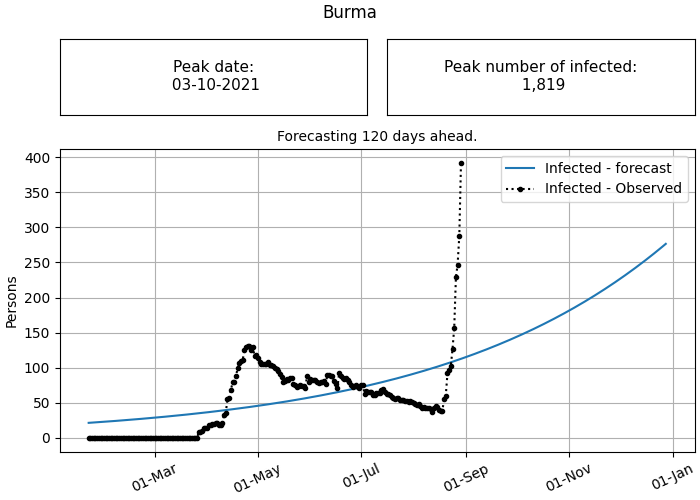 Burma
Peak date:
03-10-2021
Peak number of infected:
1,819
Forecasting 120 days ahead.
Infected - forecast
Infected - Observed
Persons
400
350
300
250
200
150
100
50
0
01-Mar
01-May
01-Jul
01-Sep
01-Nov
01-Jan